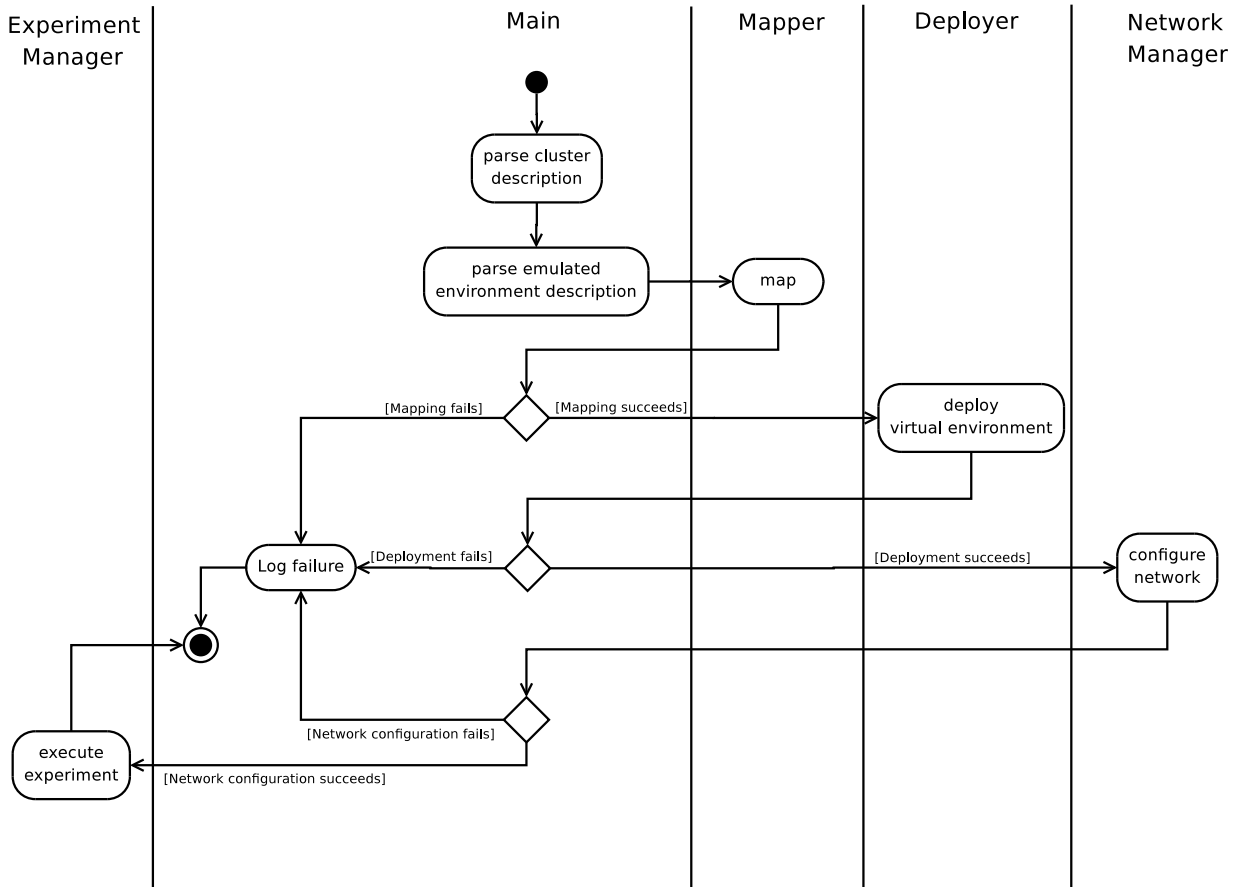 Experiment
Manager
Main
Mapper
Deployer
Network
Manager
parse cluster
description
parse emulated
environment description
map
[Mapping fails]
[Mapping succeeds]
deploy
virtual environment
Log failure
[Deployment fails]
[Deployment succeeds]
configure
network
[Network configuration fails]
execute
experiment
[Network configuration succeeds]